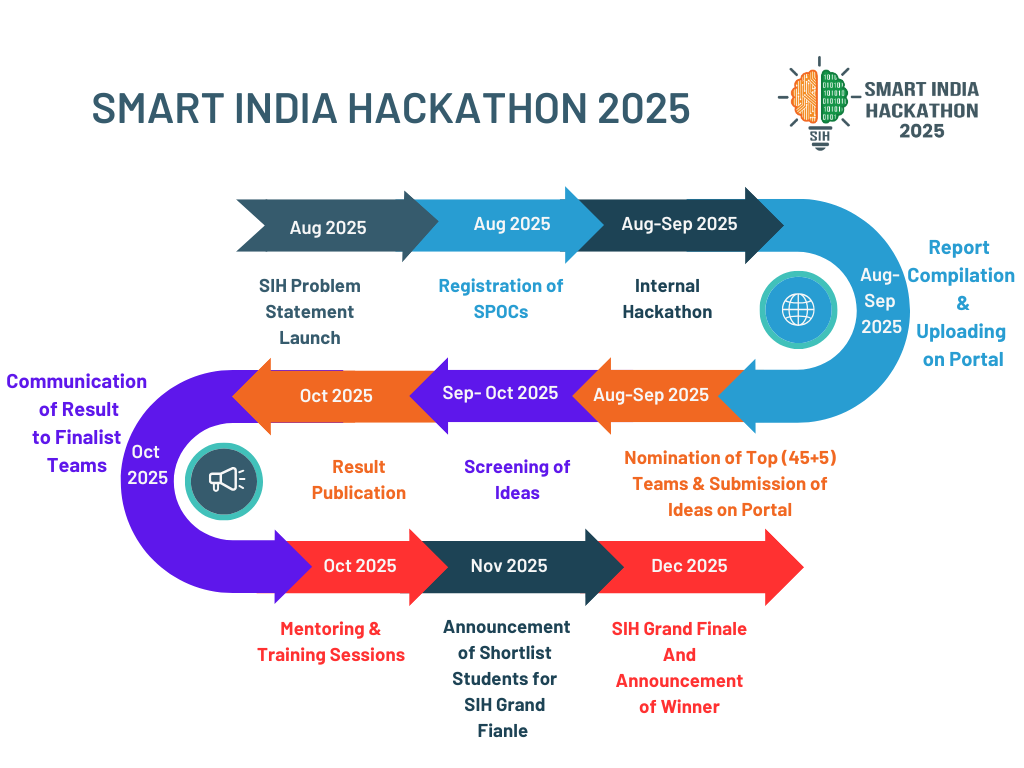 SMART INDIA HACKATHON 2025
SIH
SMART INDIA
HACKATHON
2025
Aug 2025
SIH Problem
Statement
Launch
Aug 2025
Registration of
SPOCs
Aug-Sep 2025
Internal
Hackathon
Aug-
Sep
2025
Report
Compilation
&
Uploading
on Portal
Aug-Sep 2025
Nomination of Top (45+5)
Teams & Submission of
Ideas on Portal
Sep- Oct 2025
Screening of
Ideas
Oct 2025
Result
Publication
Oct
2025
Communication
of Result
to Finalist
Teams
Oct 2025
Mentoring &
Training Sessions
Nov 2025
Announcement
of Shortlist
Students for
SIH Grand
Fianle
Dec 2025
SIH Grand Finale
And
Announcement
of Winner